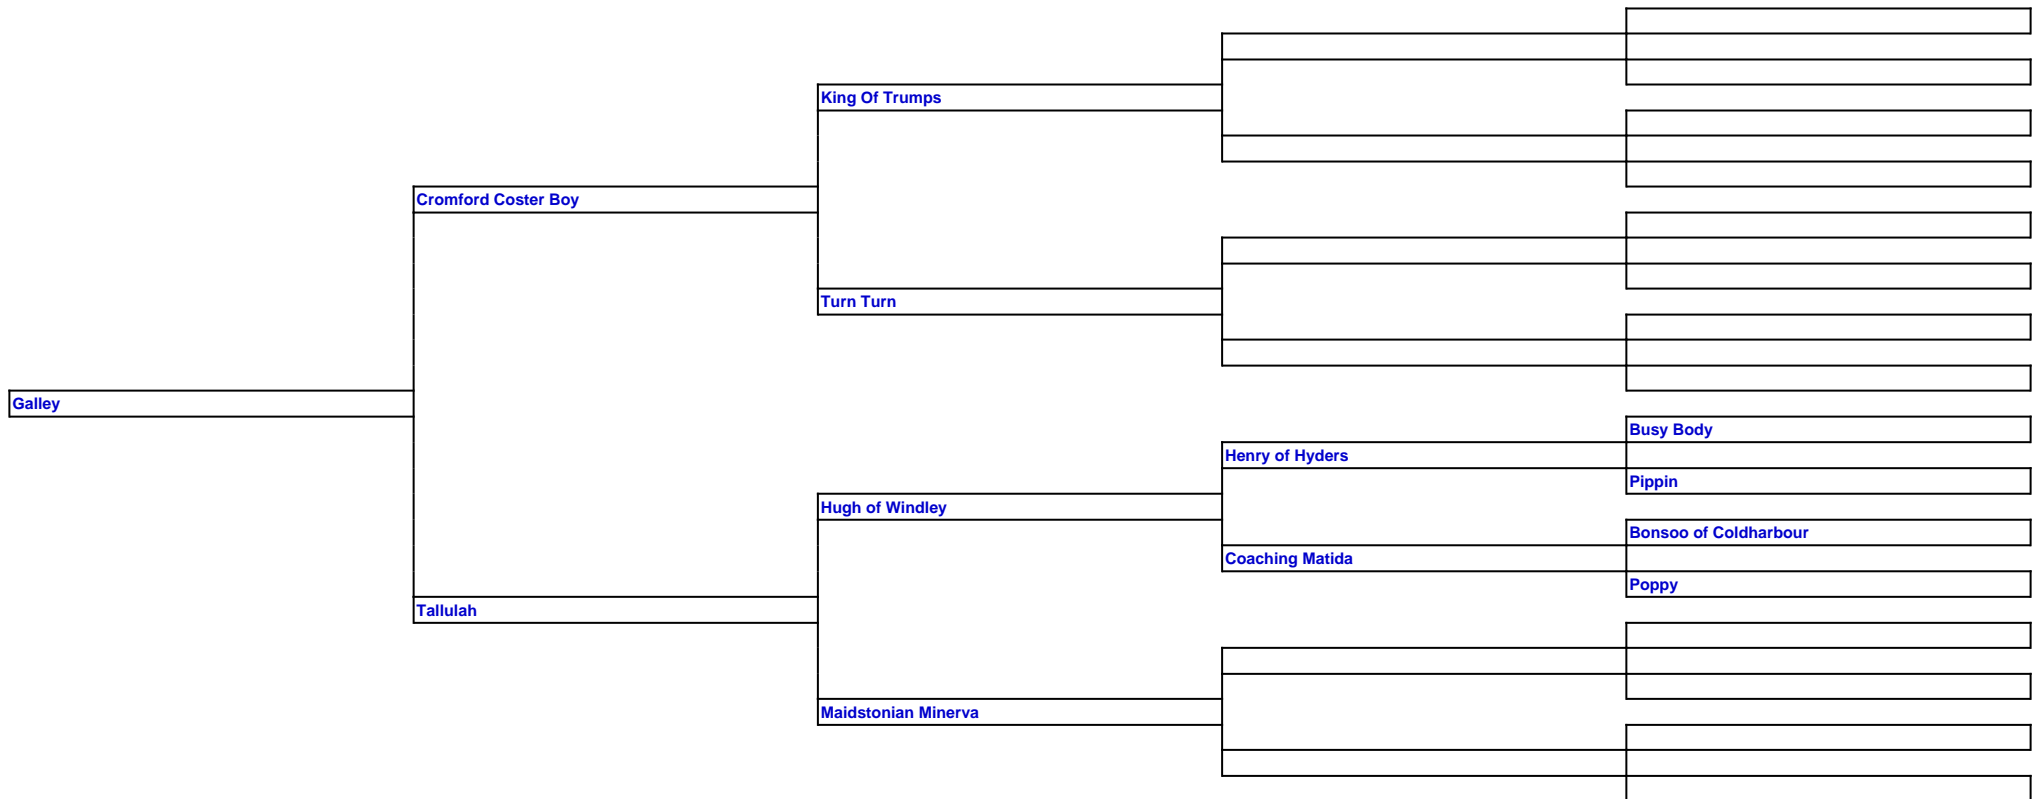 King Of Trumps
Cromford Coster Boy
Turn Turn
Galley
Busy Body
Henry of Hyders
Pippin
Hugh of Windley
Bonsoo of Coldharbour
Coaching Matida
Poppy
Tallulah
Maidstonian Minerva